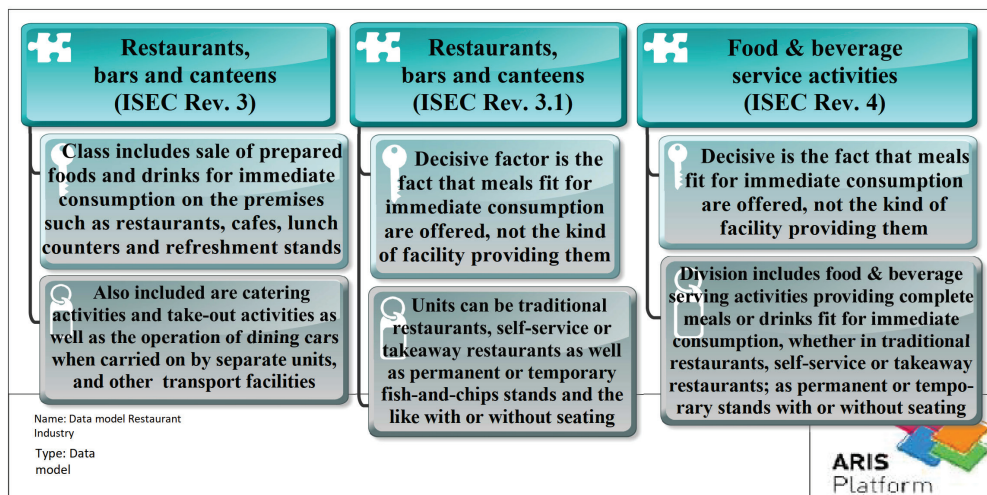 Restaurants,
bars and canteens
(ISEC Rev. 3)
Class includes sale of prepared
foods and drinks for immediate
consumption on the premises
such as restaurants, cafes, lunch
counters and refreshment stands
Also included are catering
activities and take-out activities as
well as the operation of dining cars
when carried on by separate units,
and other transport facilities
Restaurants,
bars and canteens
(ISEC Rev. 3.1)
Decisive factor is the
fact that meals fit for
immediate consumption
are offered, not the kind
of facility providing them
Units can be traditional
restaurants, self-service or
takeaway restaurants as well
as permanent or temporary
fish-and-chips stands and the
like with or without seating
Food & beverage
service activities
(ISEC Rev. 4)
Decisive is the fact that meals
fit for immediate consumption
are offered, not the kind of
facility providing them
Division includes food & beverage
serving activities providing complete
meals or drinks fit for immediate
consumption, whether in traditional
restaurants, self-service or takeaway
restaurants; as permanent or tempo-
rary stands with or without seating
Name: Data model Restaurant
Industry
Type: Data
model
ARIS
Platform